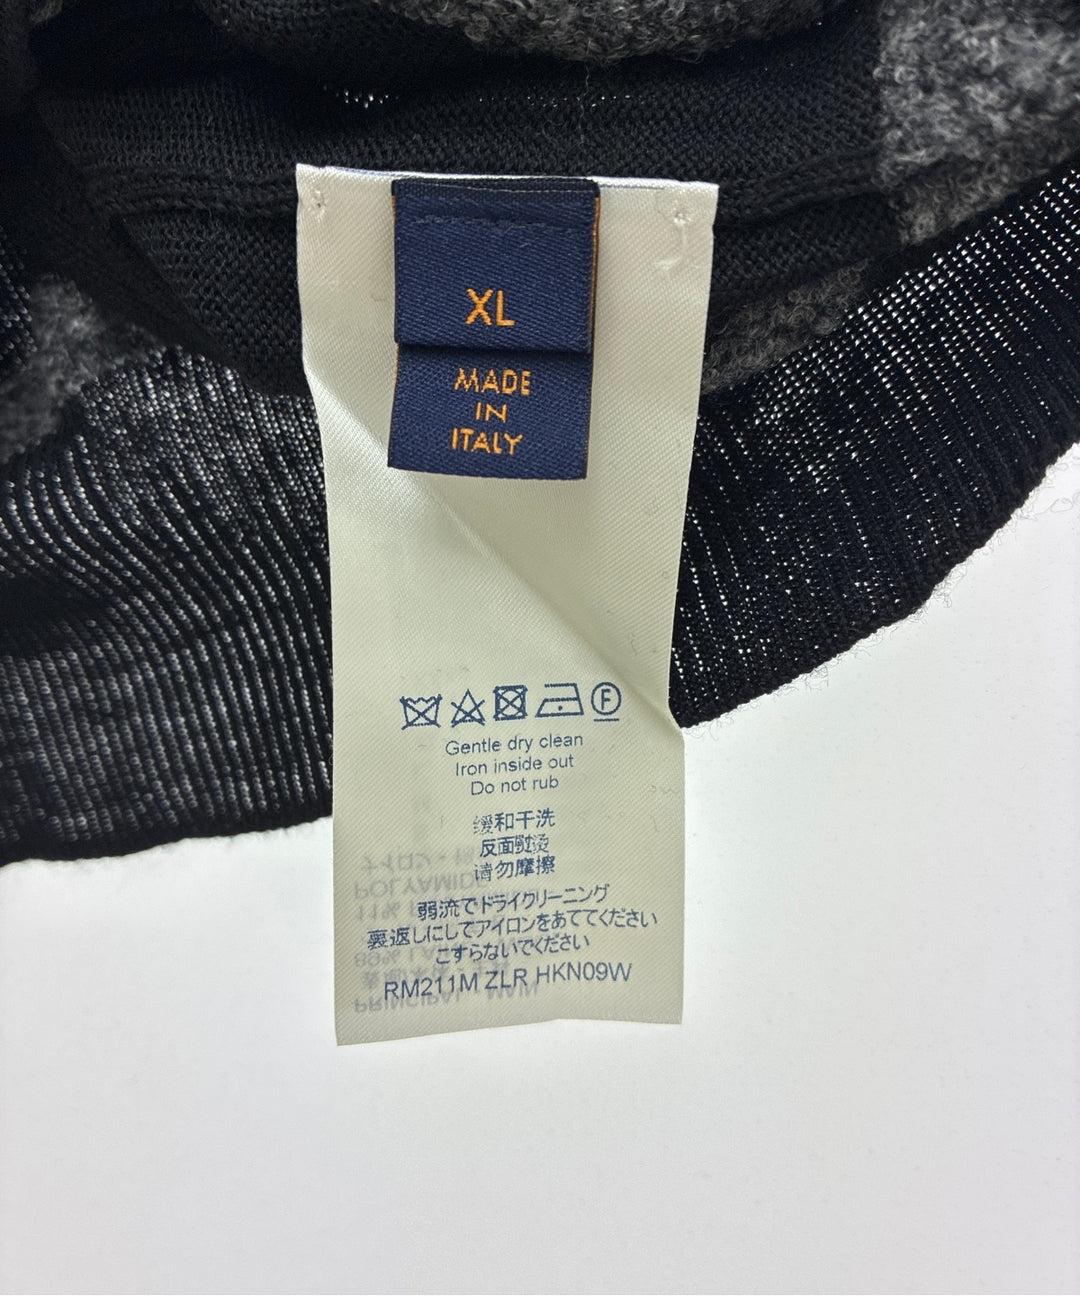 XL
MADE
IN
ITALY
F
Gentle dry clean
Iron inside out
Do not rub
缓和干洗
反面熨烫
请勿摩擦
弱流でドライクリーニング
裏返しにしてアイロンをあててください
こすらないでください
RM211M ZLR HKN09W